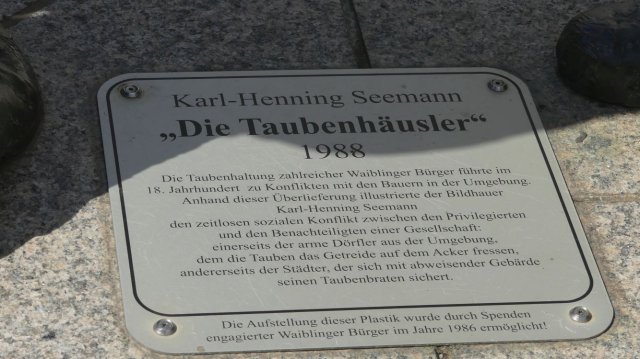 Karl-Henning Seemann
„Die Taubenhäusler“
1988
Die Taubenhaltung zahlreicher Waiblinger Bürger führte im
18. Jahrhundert zu Konflikten mit den Bauern in der Umgebung.
Anhand dieser Überlieferung illustrierte der Bildhauer
Karl-Henning Seemann
den zeitlosen sozialen Konflikt zwischen den Privilegierten
und den Benachteiligten einer Gesellschaft:
einerseits der arme Dörfler aus der Umgebung,
dem die Tauben das Getreide auf dem Acker fressen,
andererseits der Städter, der sich mit abweisender Gebärde
seinen Taubenbraten sichert.
Die Aufstellung dieser Plastik wurde durch Spenden
engagierter Waiblinger Bürger im Jahre 1986 ermöglicht!